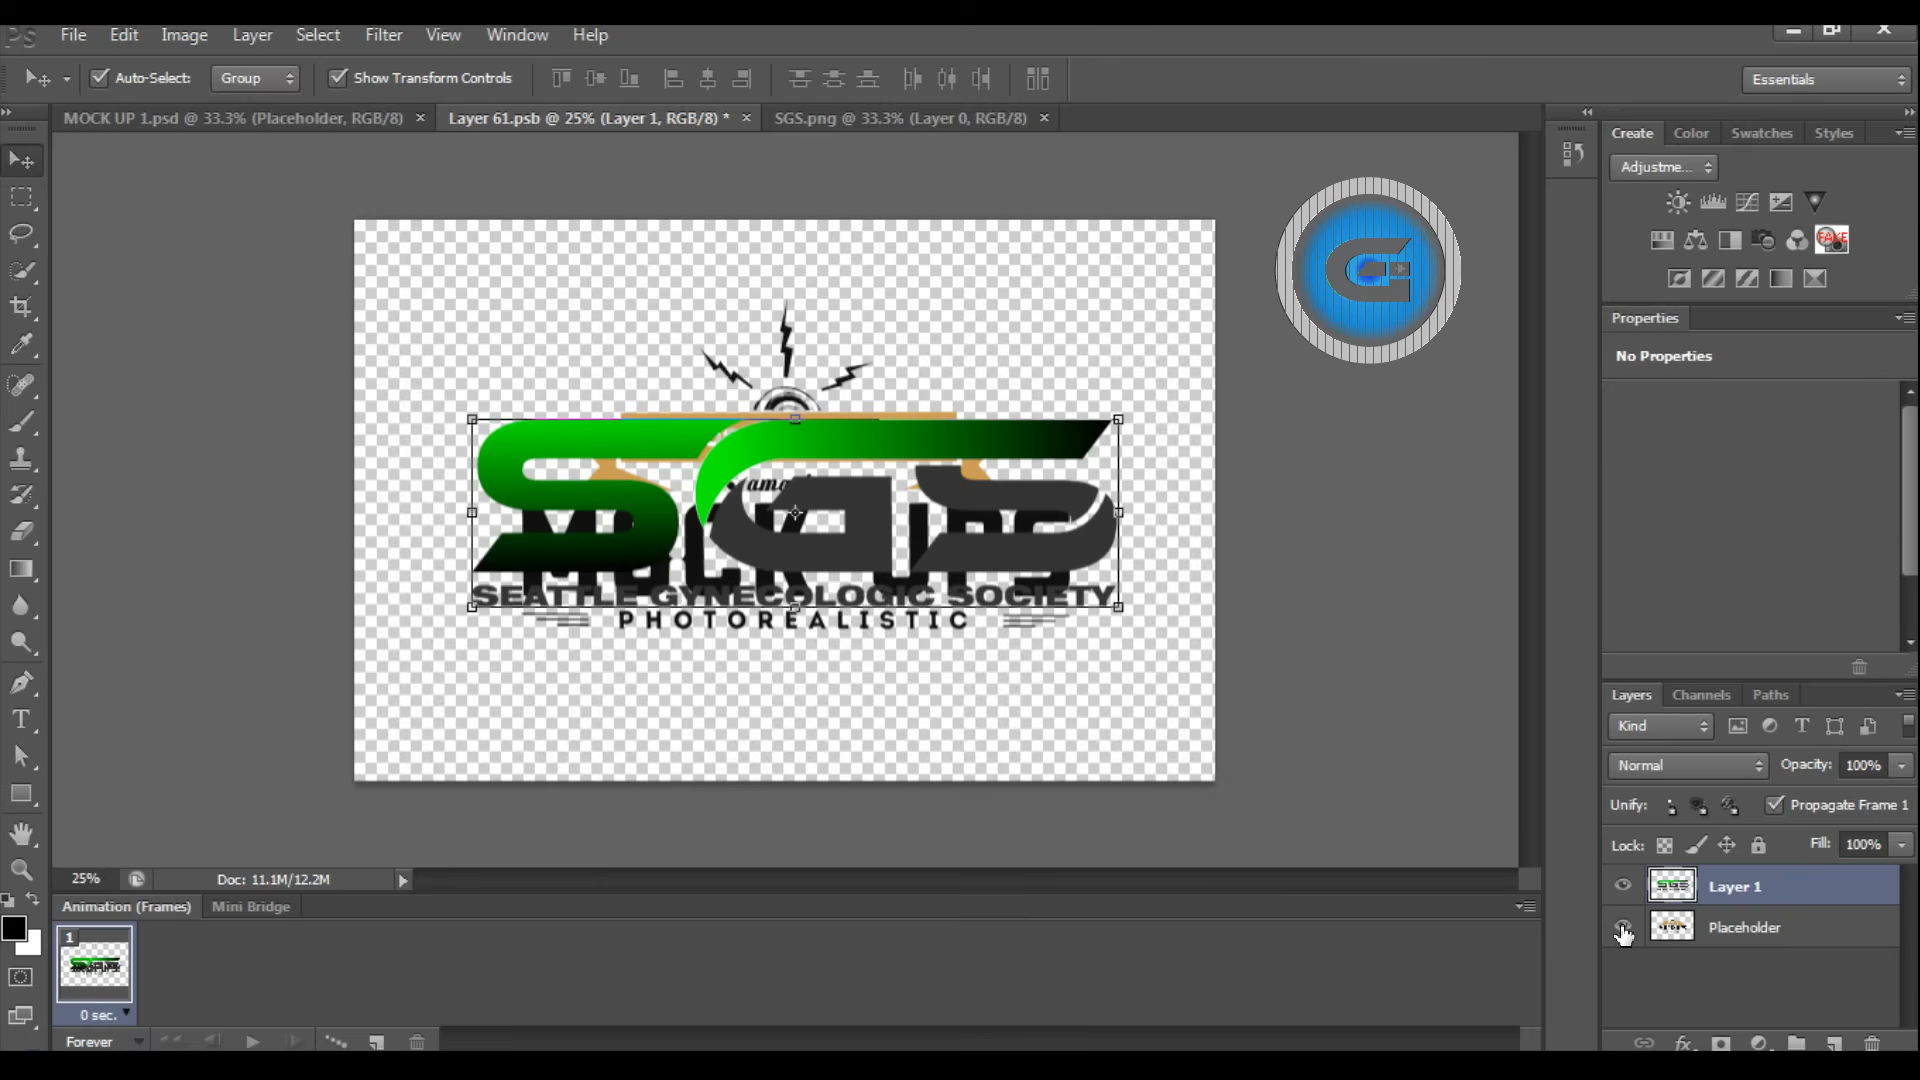 PS File Edit Image Layer Select Filter View Window Help
Auto-Select: Group Show Transform Controls Essentials
MOCK UP 1.psd @ 33.3% (Placeholder, RGB/8) × Layer 61.psb @ 25% (Layer 1, RGB/8) * × SGS.png @ 33.3% (Layer 0, RGB/8) ×
Create Color Swatches Styles
Adjustme...
FAKE
Properties
No Properties
SGS
MOCK UPS
SEATTLE GYNECOLOGIC SOCIETY
PHOTOREALISTIC
Layers Channels Paths
Kind
Normal Opacity: 100%
Unify: Propagate Frame 1
Lock: Fill: 100%
Layer 1
Placeholder
25% Doc: 11.1M/12.2M
Animation (Frames) Mini Bridge
1
0 sec.
Forever